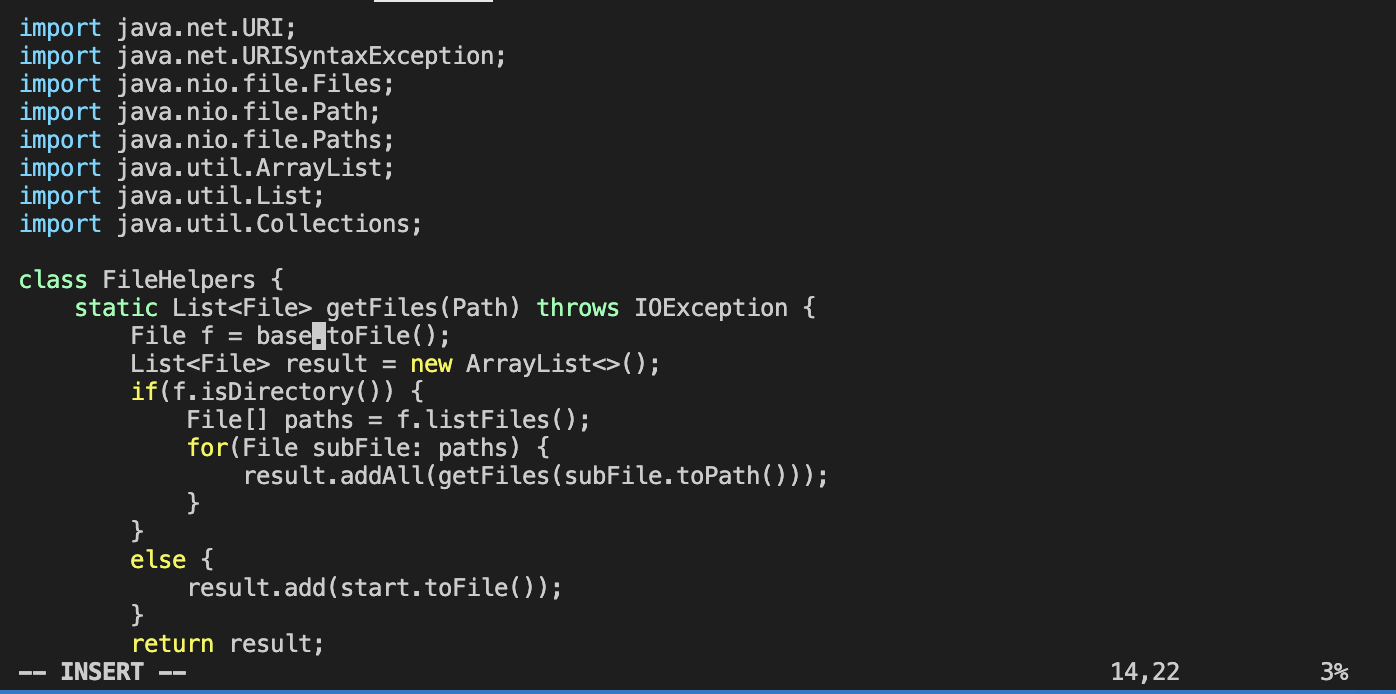 import java.net.URI;
import java.net.URISyntaxException;
import java.nio.file.Files;
import java.nio.file.Path;
import java.nio.file.Paths;
import java.util.ArrayList;
import java.util.List;
import java.util.Collections;

class FileHelpers {
    static List<File> getFiles(Path) throws IOException {
        File f = base.toFile();
        List<File> result = new ArrayList<>();
        if(f.isDirectory()) {
            File[] paths = f.listFiles();
            for(File subFile: paths) {
                result.addAll(getFiles(subFile.toPath()));
            }
        }
        else {
            result.add(start.toFile());
        }
        return result;
-- INSERT -- 14,22 3%